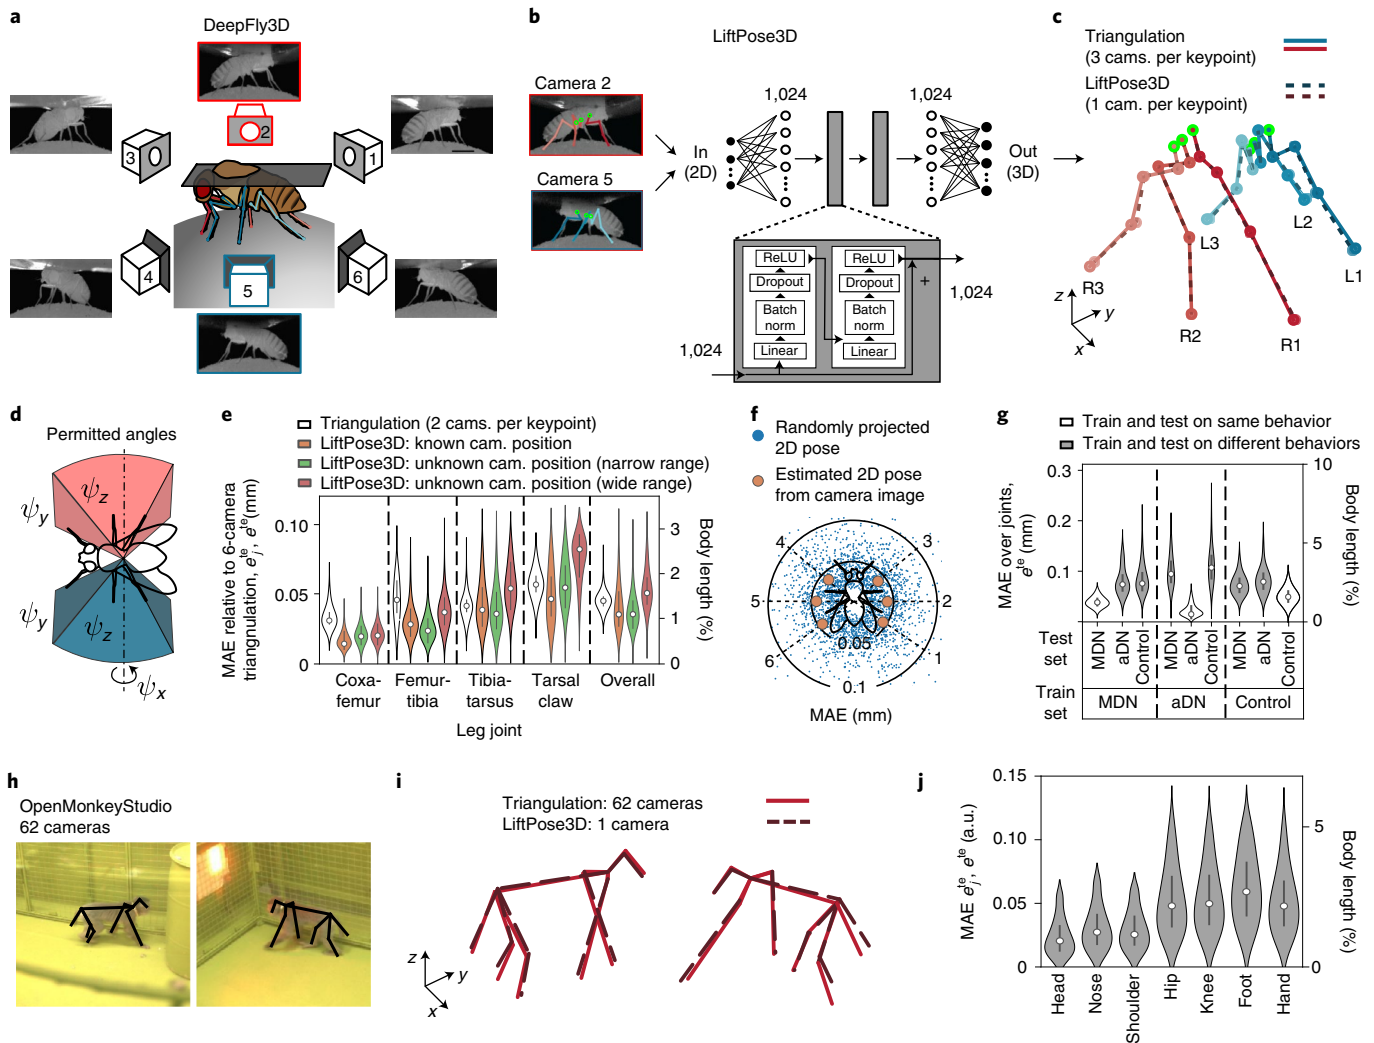 a
DeepFly3D
2
3
1
4
5
6
b
LiftPose3D
Camera 2
Camera 5
In
(2D)
1,024
1,024
Out
(3D)
ReLU
Dropout
Batch
norm
Linear
ReLU
Dropout
Batch
norm
Linear
+
1,024
1,024
c
Triangulation
(3 cams. per keypoint)
LiftPose3D
(1 cam. per keypoint)
R3
R2
R1
L3
L2
L1
z
y
x
d
Permitted angles
ψz
ψy
ψy
ψz
ψx
e
Triangulation (2 cams. per keypoint)
LiftPose3D: known cam. position
LiftPose3D: unknown cam. position (narrow range)
LiftPose3D: unknown cam. position (wide range)
MAE relative to 6-camera
triangnulation, e_j^te, e^te (mm)
0.10
0.05
0
3
2
1
0
Body length (%)
Coxa-
femur
Femur-
tibia
Tibia-
tarsus
Tarsal
claw
Overall
Leg joint
f
Randomly projected
2D pose
Estimated 2D pose
from camera image
4
3
5
2
6
1
0.05
0.1
MAE (mm)
g
Train and test on same behavior
Train and test on different behaviors
MAE over joints,
e^te (mm)
0.3
0.2
0.1
10
5
0
Body length (%)
Test
set
MDN
aDN
Control
MDN
aDN
Control
MDN
aDN
Control
Train
set
MDN
aDN
Control
h
OpenMonkeyStudio
62 cameras
i
Triangulation: 62 cameras
LiftPose3D: 1 camera
z
y
x
j
MAE e_j^te, e^te (a.u.)
0.15
0.10
0.05
0
5
0
Body length (%)
Head
Nose
Shoulder
Hip
Knee
Foot
Hand